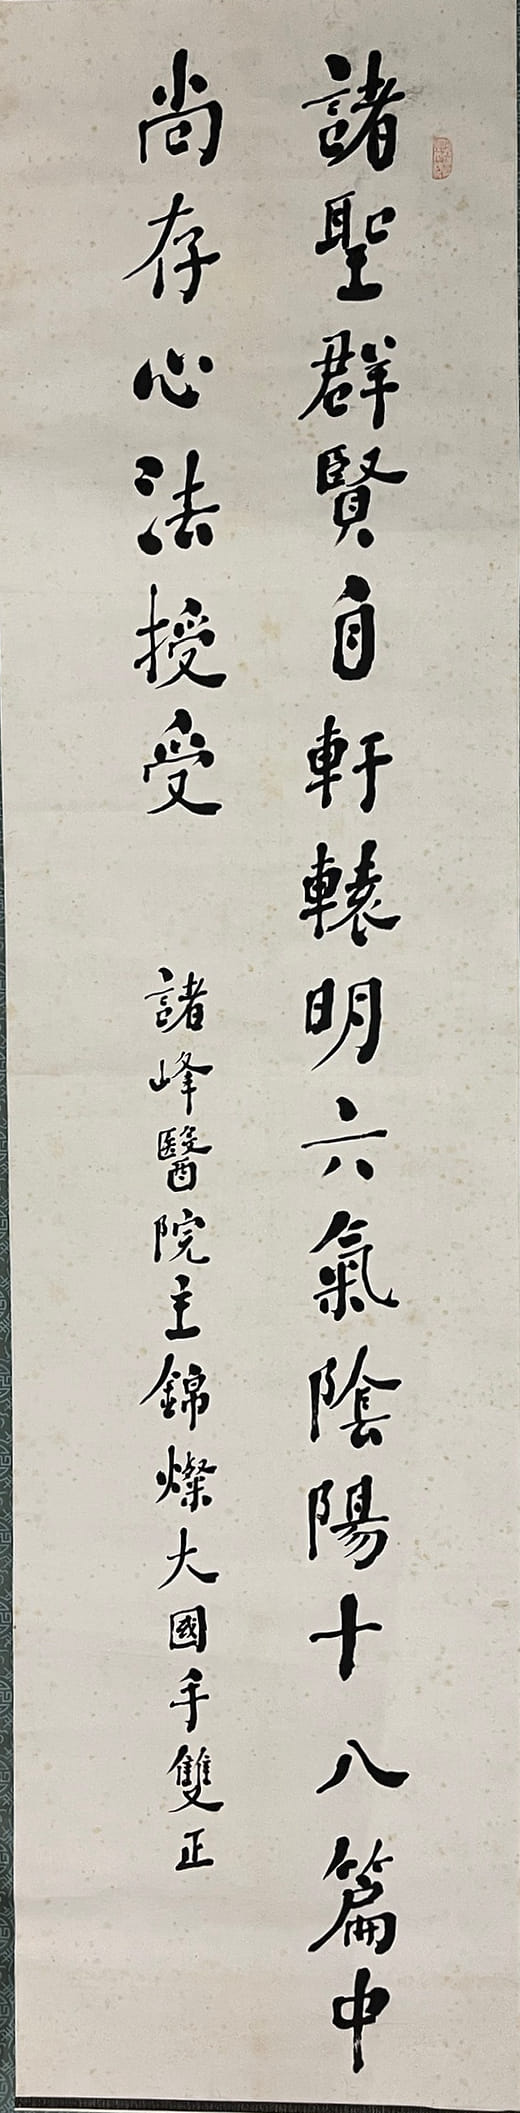 諸聖群賢自軒轅明六氣陰陽十八篇中
尚存心法授受
諸峰醫院主錦燦大國手雙正